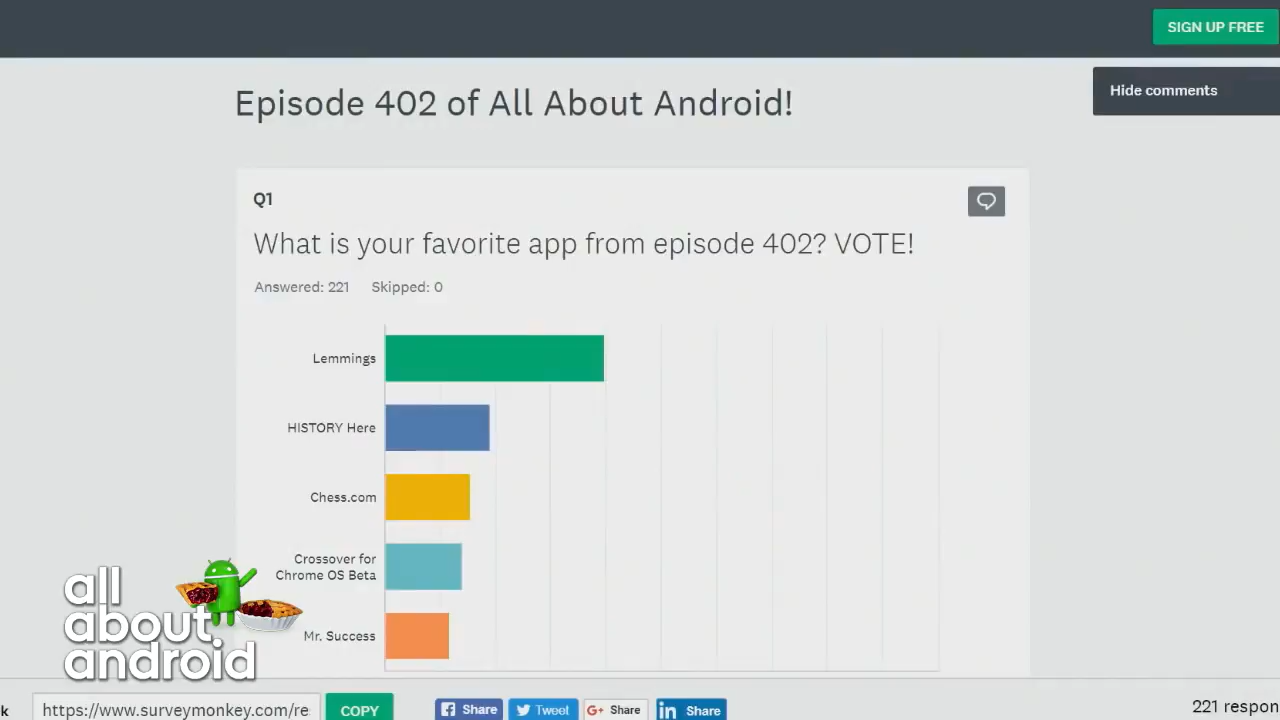 SIGN UP FREE
Hide comments
Episode 402 of All About Android!
Q1
What is your favorite app from episode 402? VOTE!
Answered: 221 Skipped: 0
Lemmings
HISTORY Here
Chess.com
Crossover for
Chrome OS Beta
Mr. Success
all
about
android
k https://www.surveymonkey.com/re COPY Share Tweet G+ Share in Share 221 respon